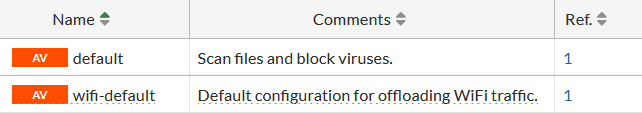 Name Comments Ref.
AV default Scan files and block viruses. 1
AV wifi-default Default configuration for offloading WiFi traffic. 1